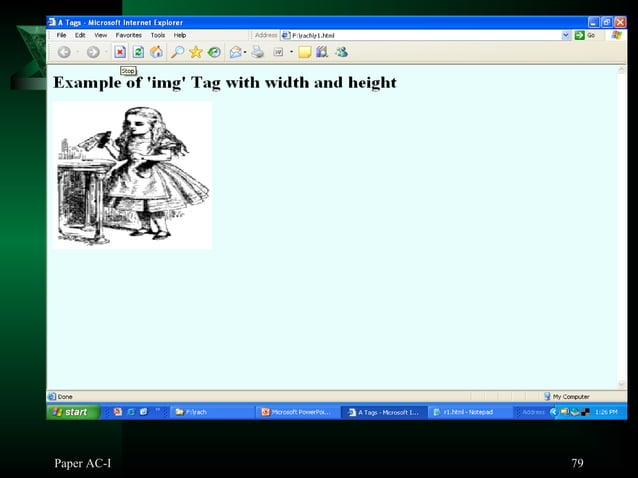 A Tags - Microsoft Internet Explorer
File Edit View Favorites Tools Help Address F:\rach\r1.html Go
Stop
Example of 'img' Tag with width and height
Done My Computer
start F:\rach Microsoft PowerPoi... A Tags - Microsoft I... r1.html - Notepad Address 1:26 PM
Paper AC-I 79